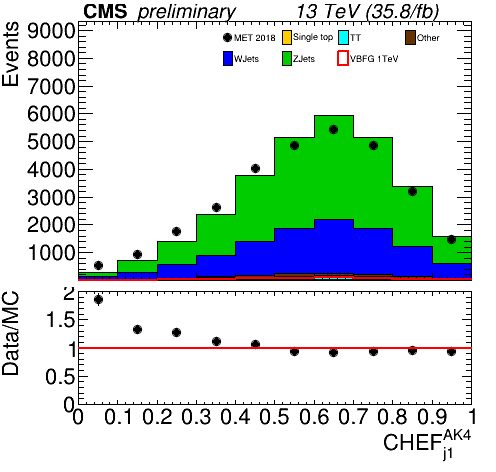 CMS preliminary 13 TeV (35.8/fb)
Events
9000
8000
7000
6000
5000
4000
3000
2000
1000
MET 2018 Single top TT Other
WJets ZJets VBFG 1TeV
Data/MC
2
1.5
1
0.5
0
0 0.1 0.2 0.3 0.4 0.5 0.6 0.7 0.8 0.9 1
CHEF^{AK4}_{j1}